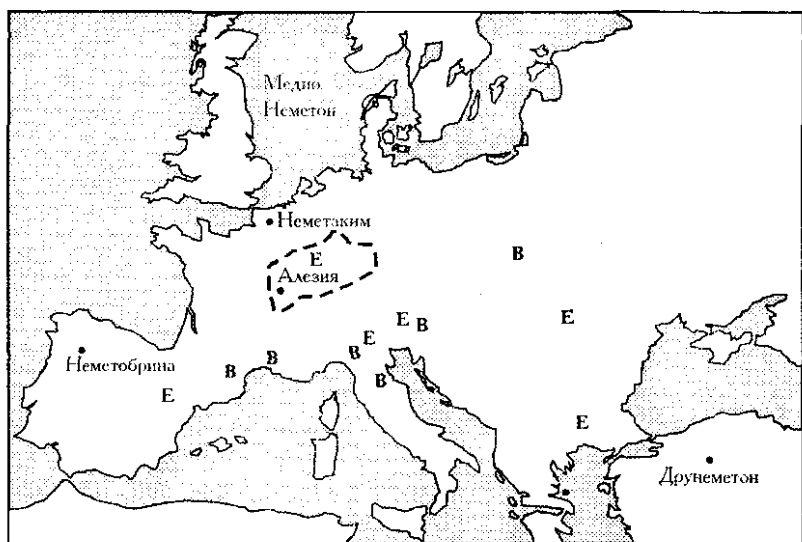 Медио
Неметон
Неметаким
Е
Алезия
В
Е
Е В
Е
В
Неметобрина
В
В
В
Е
Е
Друнеметон